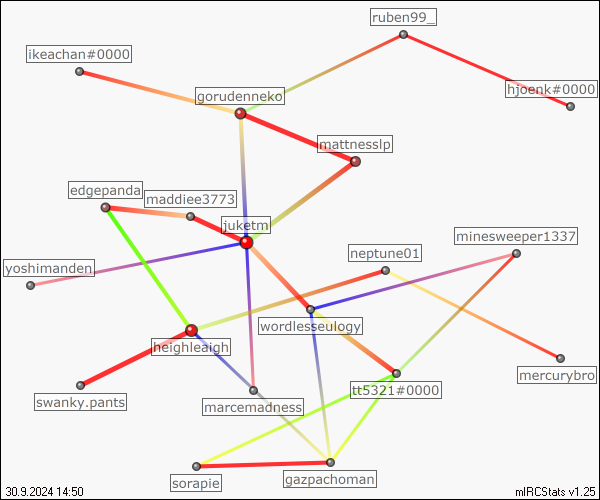 ruben99_
ikeachan#0000
hjoenk#0000
gorudenneko
mattnesslp
edgepanda
maddiee3773
juketm
minesweeper1337
neptune01
yoshimanden
wordlesseulogy
heighleaigh
mercurybro
tt5321#0000
swanky.pants
marcemadness
gazpachoman
sorapie
30.9.2024 14:50
mIRCStats v1.25